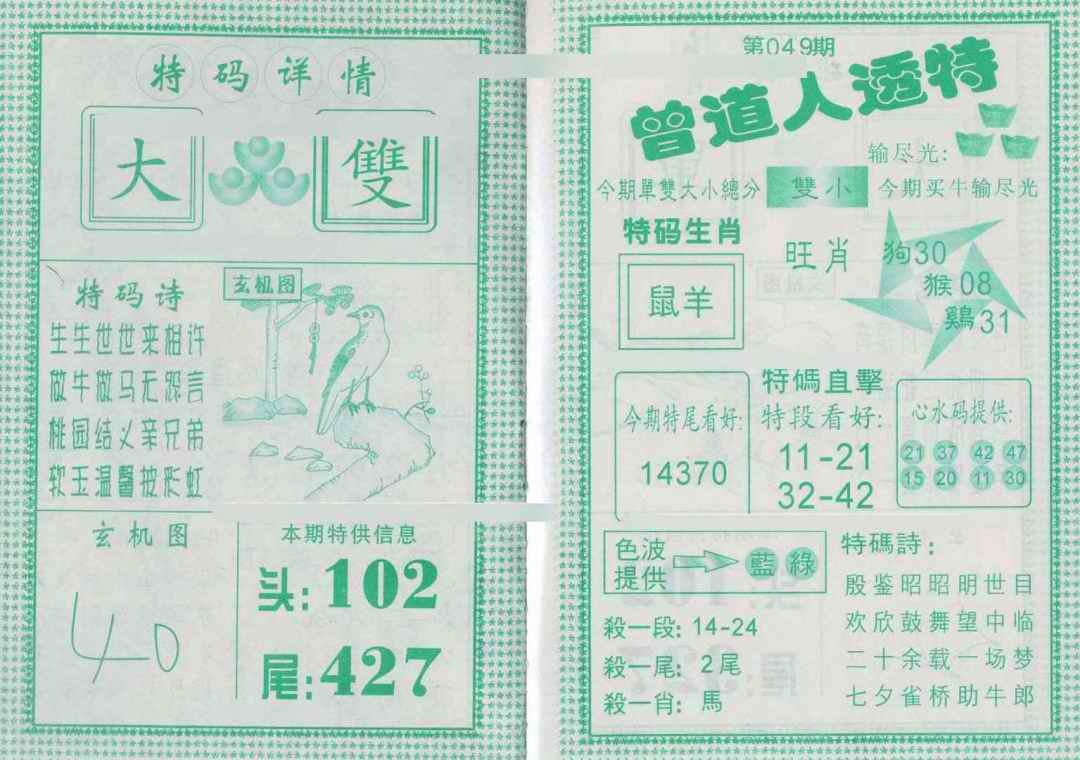 特码详情
大 雙
特码诗
生生世世来相许
做牛做马无怨言
桃园结义亲兄弟
软玉温馨披彩虹
玄机图
玄机图
40
本期特供信息
头:102
尾:427
第049期
曾道人透特
输尽光:
今期單雙大小總分 雙小 今期买牛输尽光
特码生肖
鼠羊
旺肖
狗30
猴08
鷄31
今期特尾看好:
14370
特碼直擊
特段看好:
11-21
32-42
心水码提供:
21 37 42 47
15 20 11 30
色波
提供
藍 綠
殺一段: 14-24
殺一尾: 2尾
殺一肖: 馬
特碼詩:
殷鉴昭昭明世目
欢欣鼓舞望中临
二十余载一场梦
七夕雀桥助牛郎